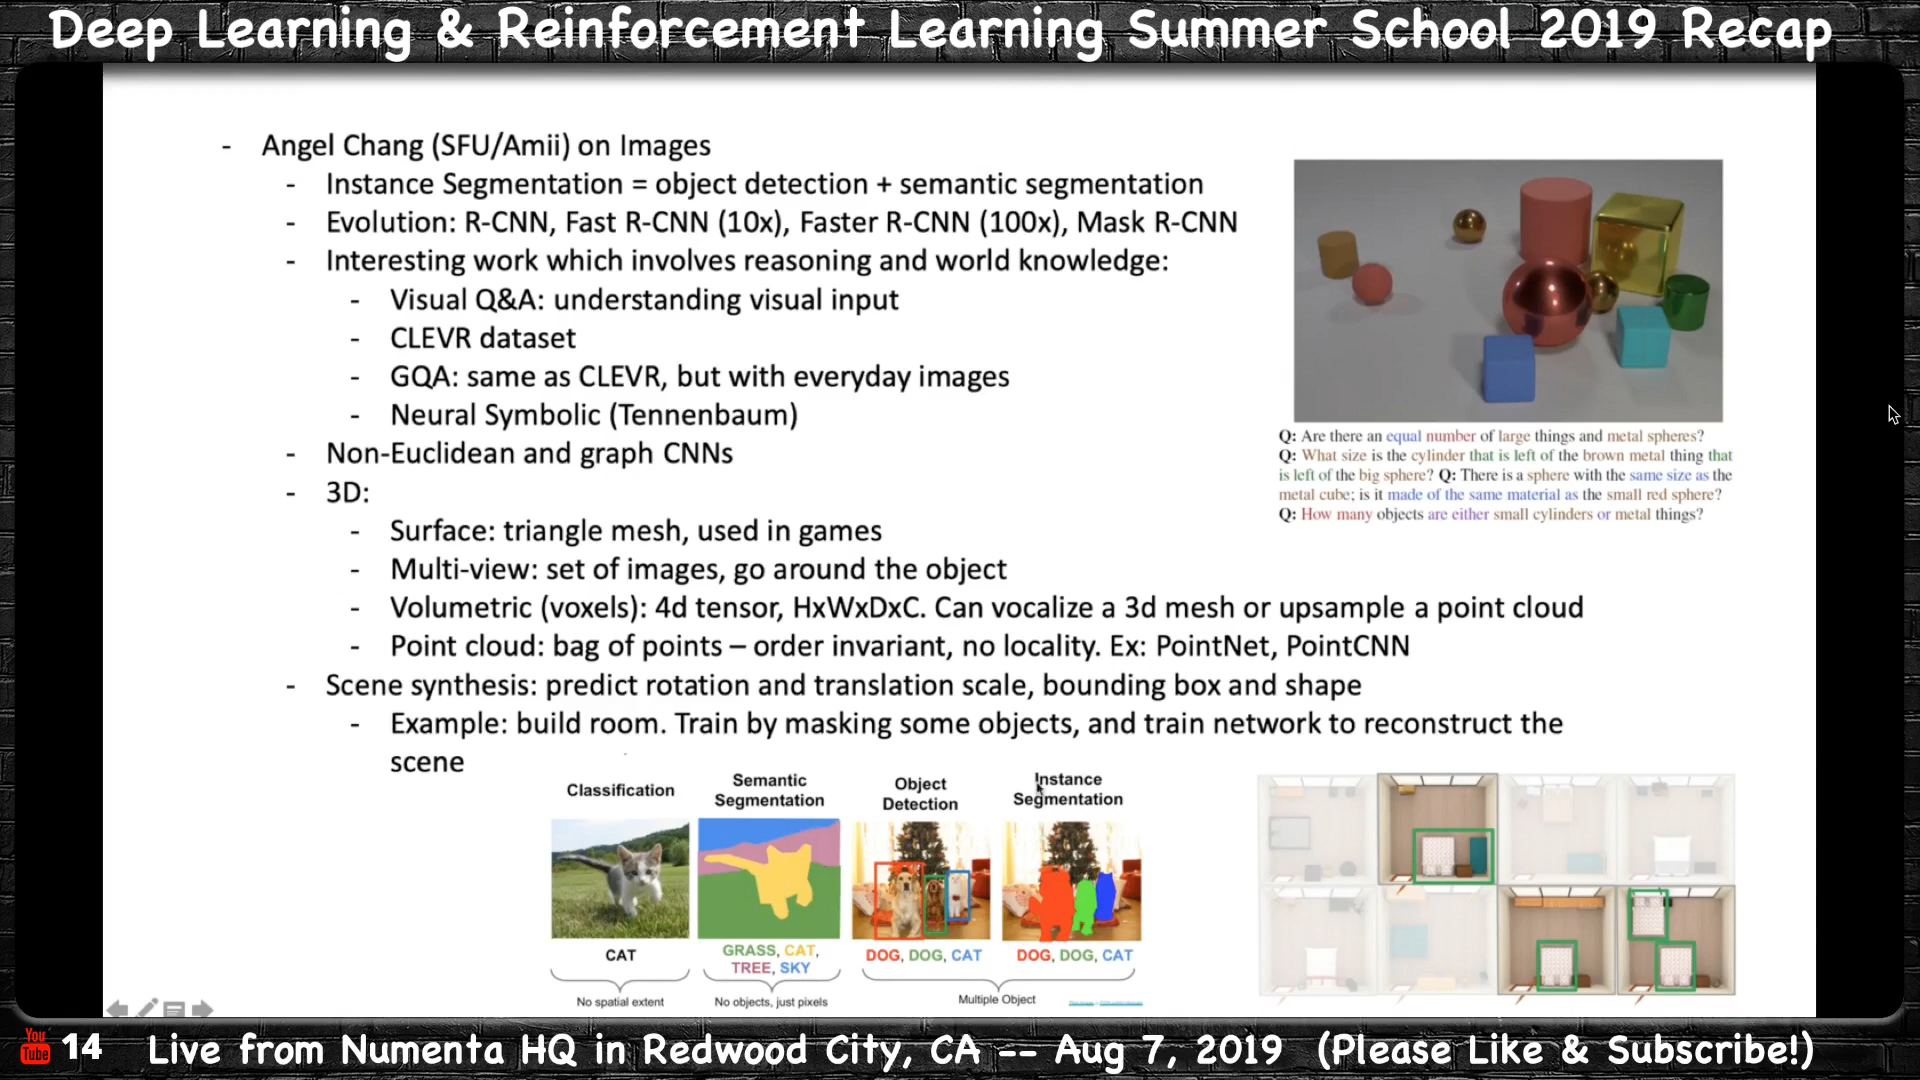 Deep Learning & Reinforcement Learning Summer School 2019 Recap
- Angel Chang (SFU/Amii) on Images
- Instance Segmentation = object detection + semantic segmentation
- Evolution: R-CNN, Fast R-CNN (10x), Faster R-CNN (100x), Mask R-CNN
- Interesting work which involves reasoning and world knowledge:
- Visual Q&A: understanding visual input
- CLEVR dataset
- GQA: same as CLEVR, but with everyday images
- Neural Symbolic (Tennenbaum)
- Non-Euclidean and graph CNNs
- 3D:
- Surface: triangle mesh, used in games
- Multi-view: set of images, go around the object
- Volumetric (voxels): 4d tensor, HxWxDxC. Can vocalize a 3d mesh or upsample a point cloud
- Point cloud: bag of points – order invariant, no locality. Ex: PointNet, PointCNN
- Scene synthesis: predict rotation and translation scale, bounding box and shape
- Example: build room. Train by masking some objects, and train network to reconstruct the
scene
Q: Are there an equal number of large things and metal spheres?
Q: What size is the cylinder that is left of the brown metal thing that
is left of the big sphere? Q: There is a sphere with the same size as the
metal cube; is it made of the same material as the small red sphere?
Q: How many objects are either small cylinders or metal things?
Classification
CAT
No spatial extent
Semantic
Segmentation
GRASS, CAT,
TREE, SKY
No objects, just pixels
Object
Detection
DOG, DOG, CAT
Instance
Segmentation
DOG, DOG, CAT
Multiple Object
You
Tube
14
Live from Numenta HQ in Redwood City, CA -- Aug 7, 2019 (Please Like & Subscribe!)